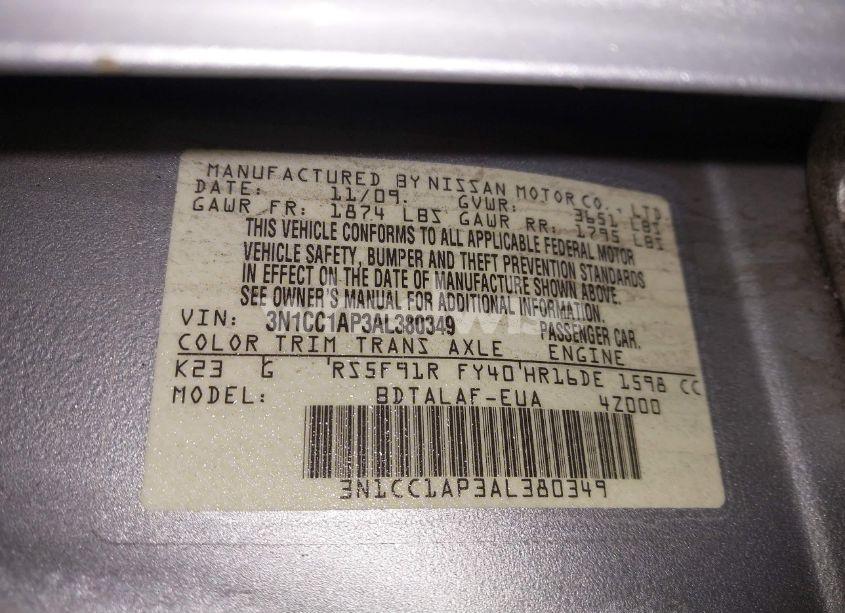 MANUFACTURED BY NISSAN MOTOR CO., LTD
DATE: 11/09. GVWR: 3651 LBS
GAWR FR: 1874 LBS GAWR RR: 1795 LBS
THIS VEHICLE CONFORMS TO ALL APPLICABLE FEDERAL MOTOR
VEHICLE SAFETY, BUMPER AND THEFT PREVENTION STANDARDS
IN EFFECT ON THE DATE OF MANUFACTURE SHOWN ABOVE.
SEE OWNER'S MANUAL FOR ADDITIONAL INFORMATION.
VIN: 3N1CC1AP3AL380349 PASSENGER CAR.
COLOR TRIM TRANS AXLE ENGINE
K23 G RS5F91R FY40 HR16DE 1598 CC
MODEL: BDTALAF-EUA 4Z000
3N1CC1AP3AL380349